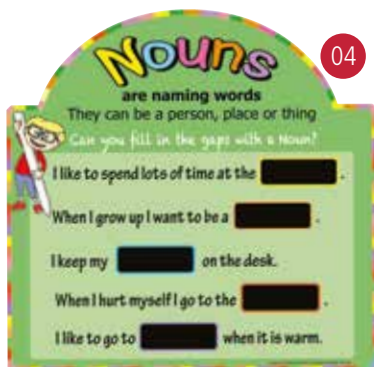 Nouns
04
are naming words
They can be a person, place or thing
Can you fill in the gaps with a Noun?
I like to spend lots of time at the .
When I grow up I want to be a .
I keep my on the desk.
When I hurt myself I go to the .
I like to go to when it is warm.